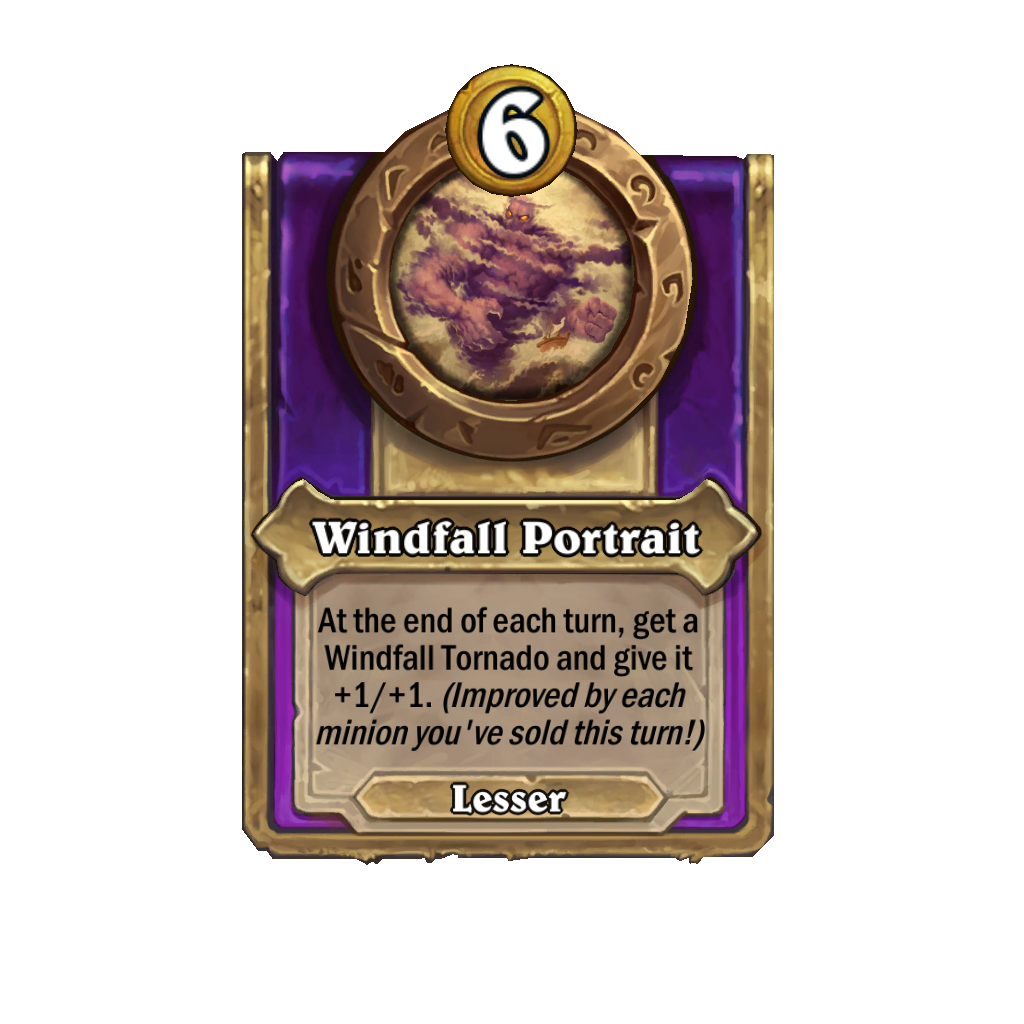 6
Windfall Portrait
At the end of each turn, get a
Windfall Tornado and give it
+1/+1. (Improved by each
minion you've sold this turn!)
Lesser